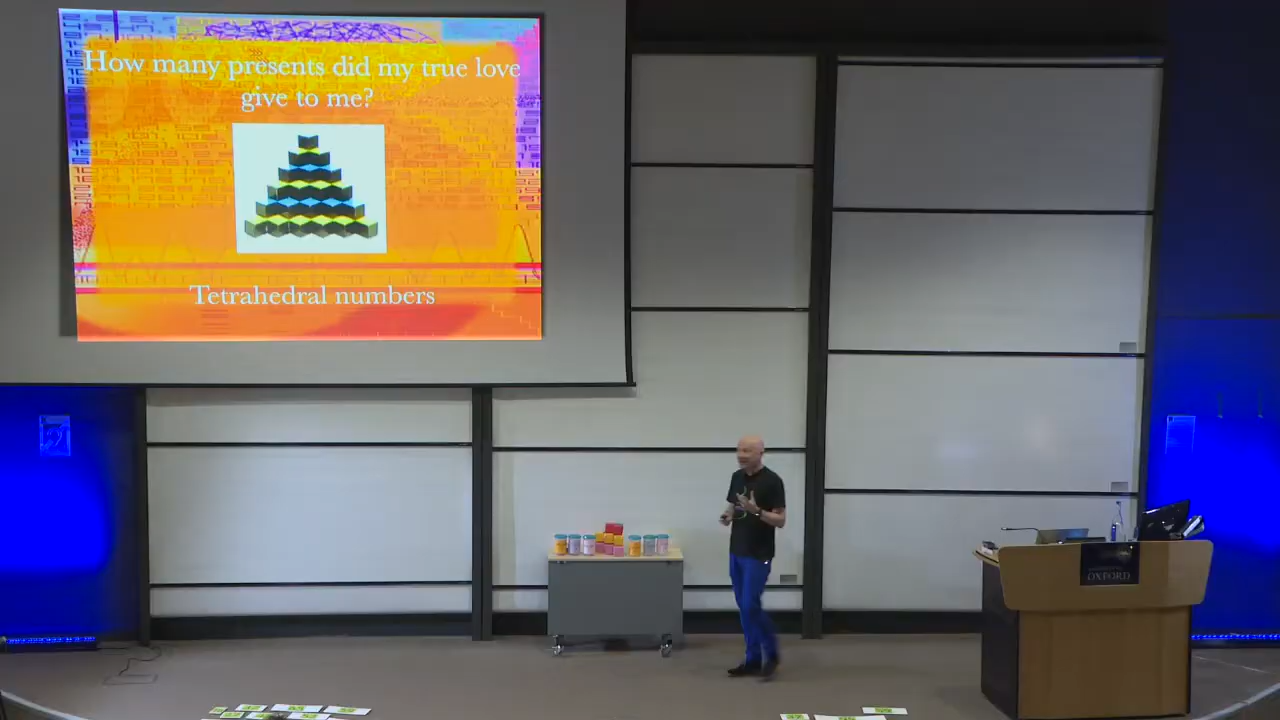 How many presents did my true love
give to me?
Tetrahedral numbers
OXFORD